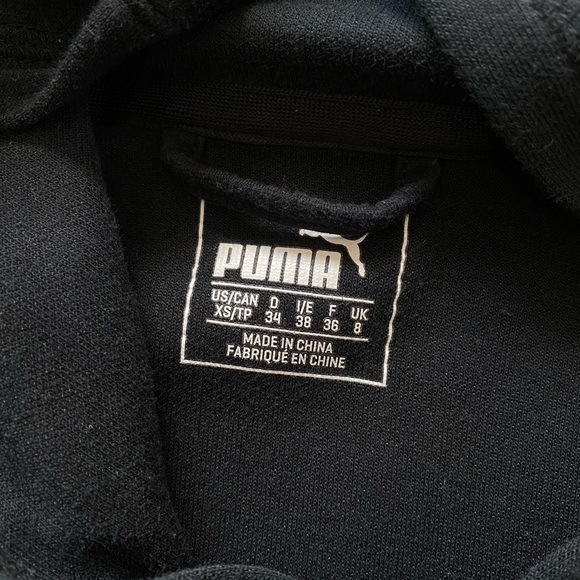 PUMA
US/CAN D I/E F UK
XS/TP 34 38 36 8
MADE IN CHINA
FABRIQUÉ EN CHINE